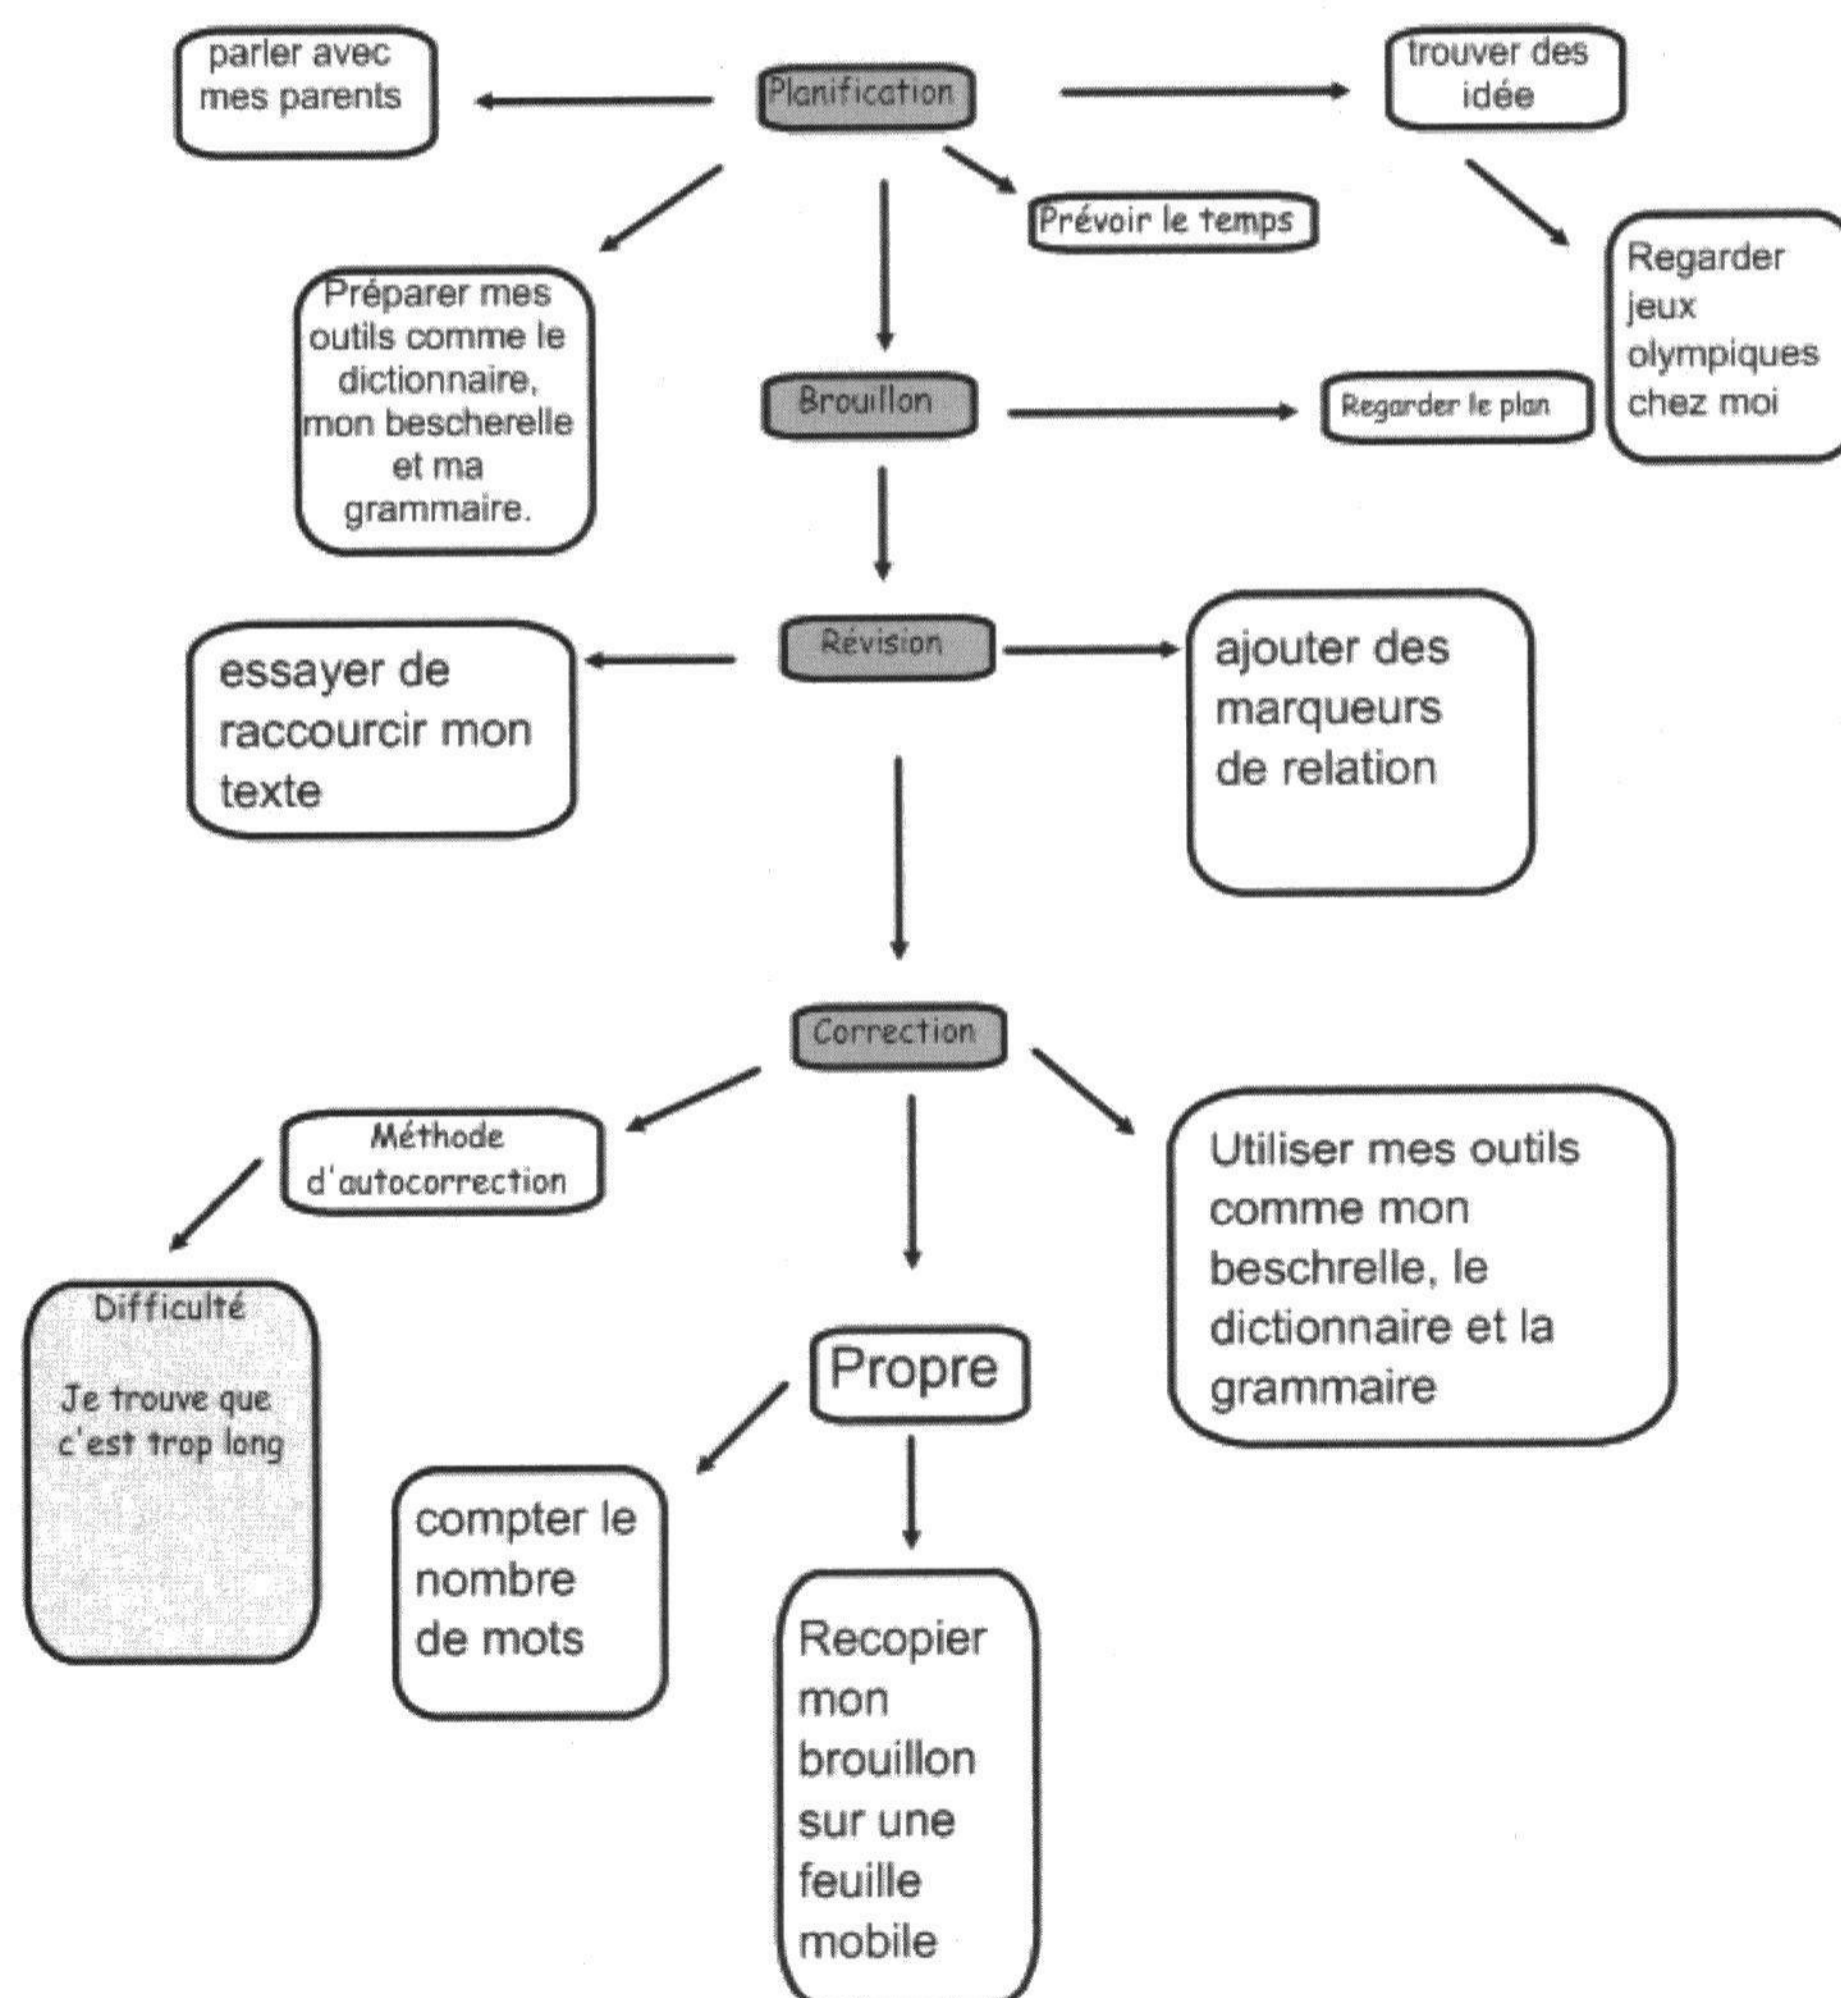 parler avec
mes parents
Planification
trouver des
idée
Prévoir le temps
Préparer mes
outils comme le
dictionnaire,
mon bescherelle
et ma
grammaire.
Regarder
jeux
olympiques
chez moi
Brouillon
Regarder le plan
Révision
essayer de
raccourcir mon
texte
ajouter des
marqueurs
de relation
Correction
Méthode
d'autocorrection
Utiliser mes outils
comme mon
beschrelle, le
dictionnaire et la
grammaire
Difficulté
Je trouve que
c'est trop long
Propre
compter le
nombre
de mots
Recopier
mon
brouillon
sur une
feuille
mobile